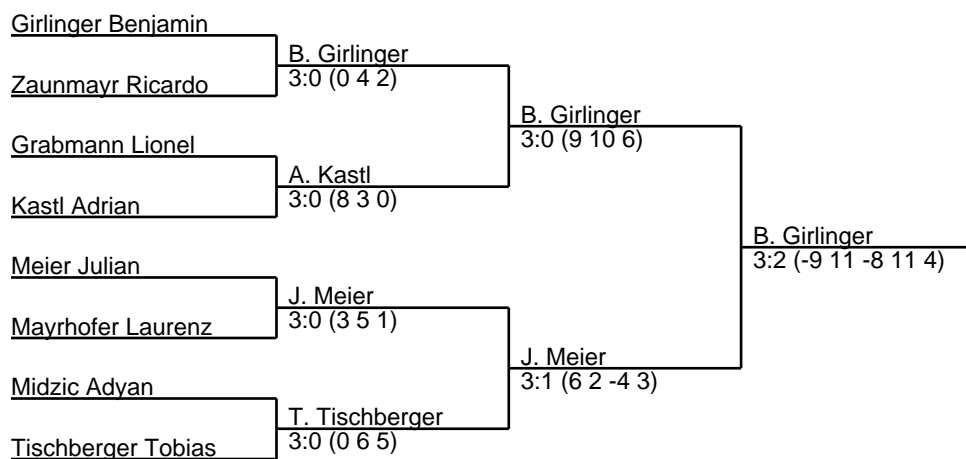 Girlinger Benjamin
B. Girlinger
3:0 (0 4 2)
Zaunmayr Ricardo
B. Girlinger
3:0 (9 10 6)
Grabmann Lionel
A. Kastl
3:0 (8 3 0)
Kastl Adrian
B. Girlinger
3:2 (-9 11 -8 11 4)
Meier Julian
J. Meier
3:0 (3 5 1)
Mayrhofer Laurenz
J. Meier
3:1 (6 2 -4 3)
Midzic Adyan
T. Tischberger
3:0 (0 6 5)
Tischberger Tobias